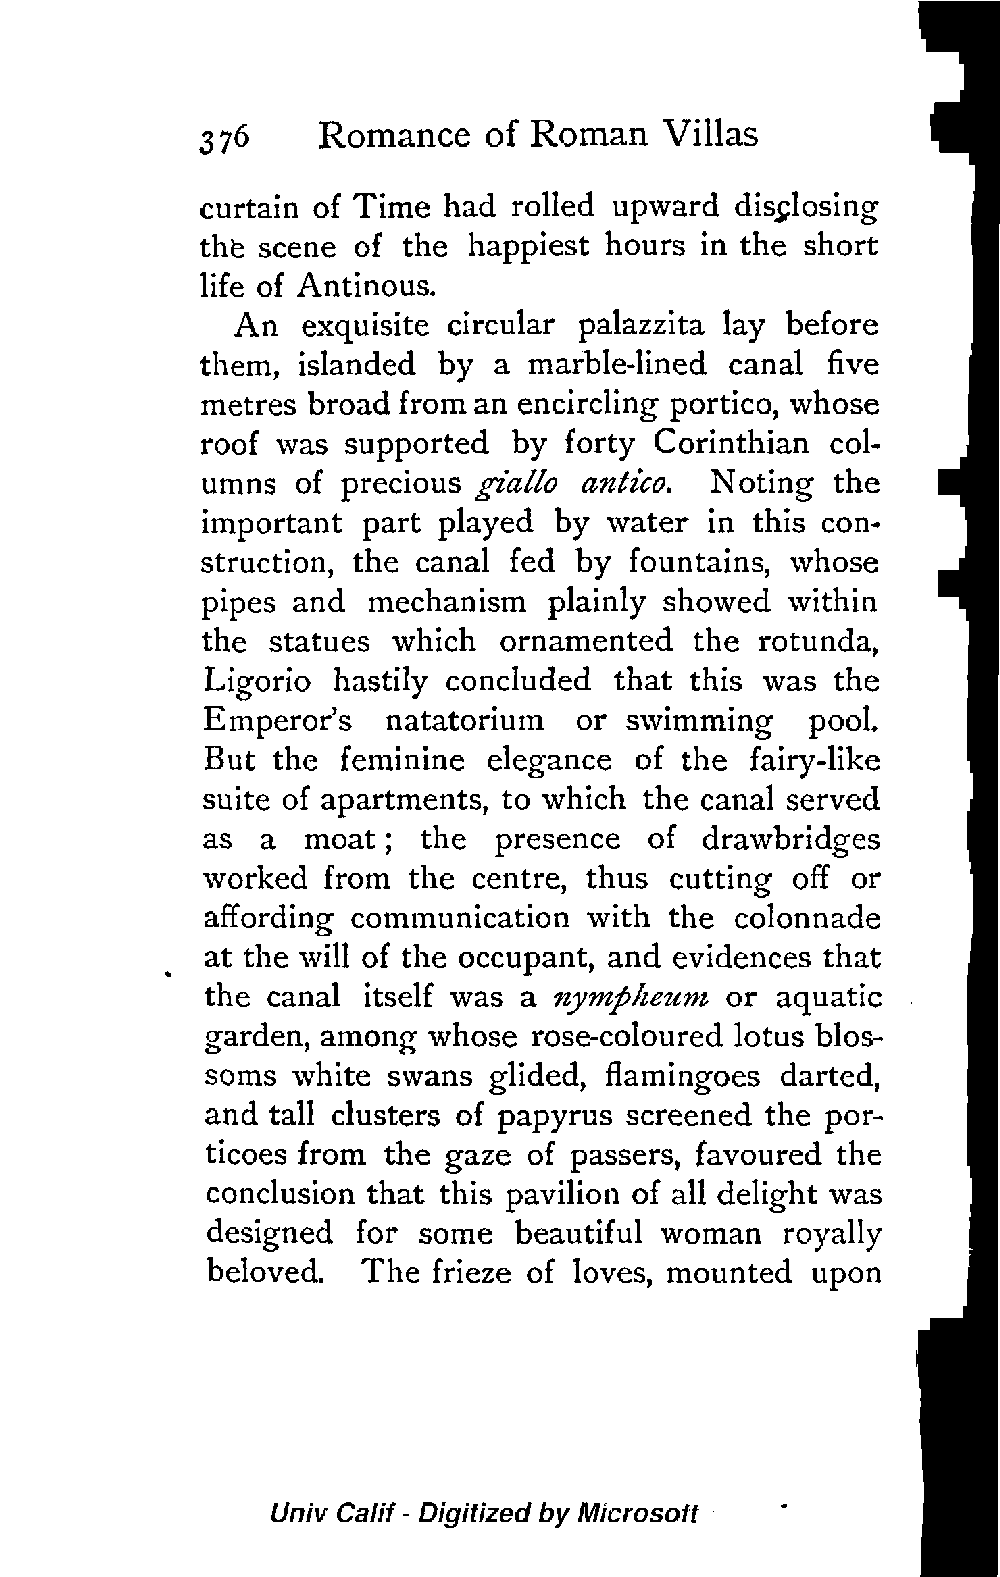 376 Romance of Roman Villas
curtain of Time had rolled upward disclosing
the scene of the happiest hours in the short
life of Antinous.
An exquisite circular palazzita lay before
them, islanded by a marble-lined canal five
metres broad from an encircling portico, whose
roof was supported by forty Corinthian col-
umns of precious giallo antico. Noting the
important part played by water in this con-
struction, the canal fed by fountains, whose
pipes and mechanism plainly showed within
the statues which ornamented the rotunda,
Ligorio hastily concluded that this was the
Emperor's natatorium or swimming pool.
But the feminine elegance of the fairy-like
suite of apartments, to which the canal served
as a moat; the presence of drawbridges
worked from the centre, thus cutting off or
affording communication with the colonnade
at the will of the occupant, and evidences that
the canal itself was a nympheum or aquatic
garden, among whose rose-coloured lotus blos-
soms white swans glided, flamingoes darted,
and tall clusters of papyrus screened the por-
ticoes from the gaze of passers, favoured the
conclusion that this pavilion of all delight was
designed for some beautiful woman royally
beloved. The frieze of loves, mounted upon
Univ Calif - Digitized by Microsoft